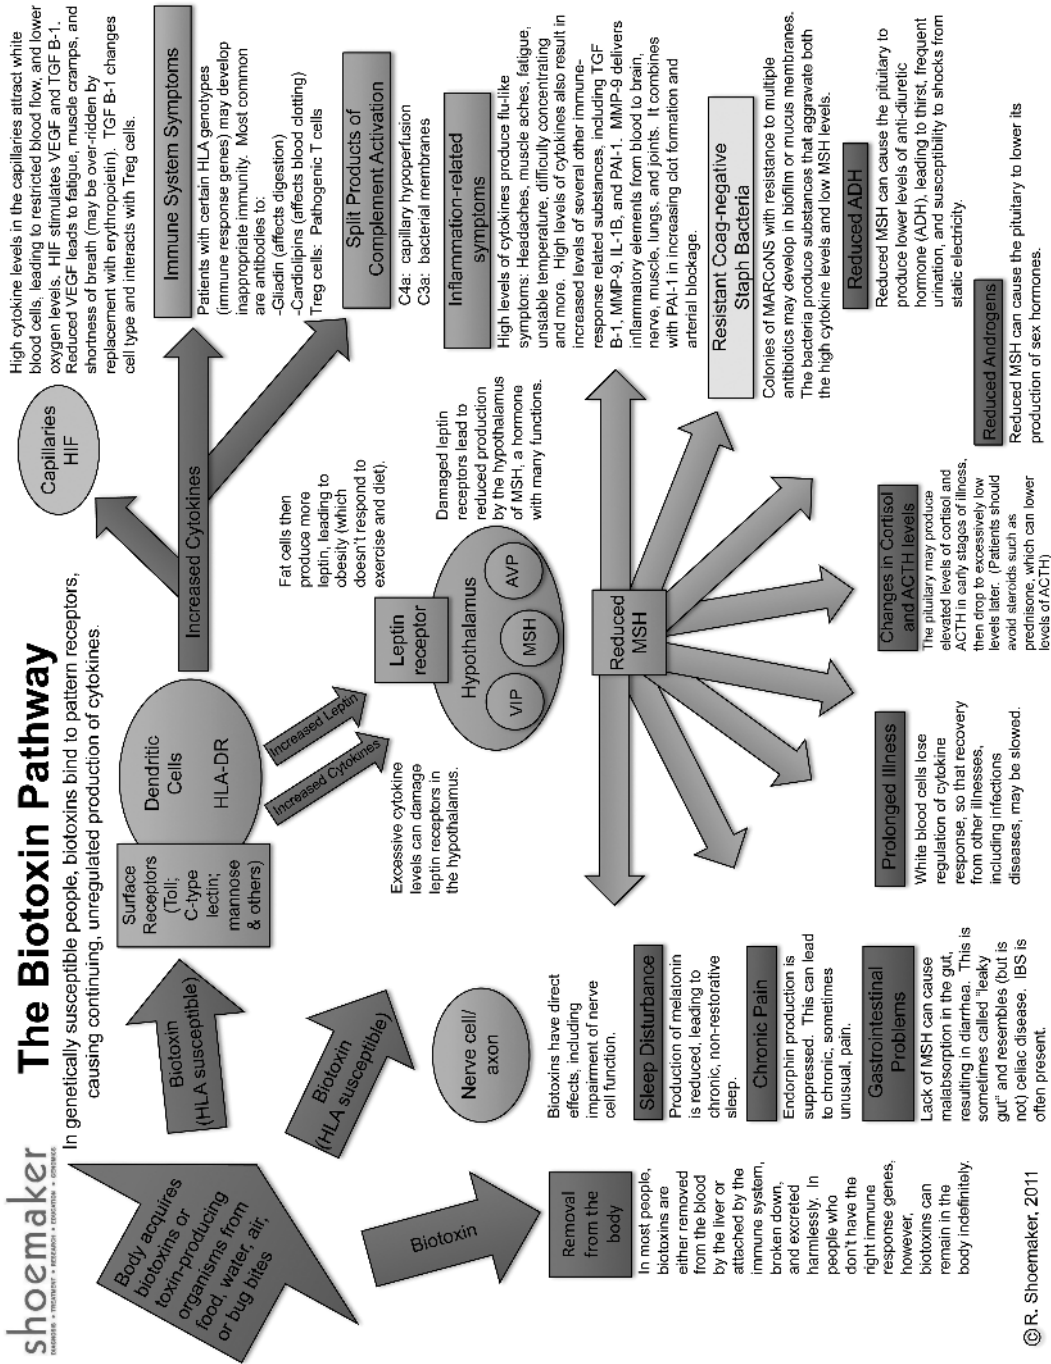 shoemaker
DIAGNOSIS • TREATMENT • RESEARCH • EDUCATION • GENOMICS
The Biotoxin Pathway
In genetically susceptible people, biotoxins bind to pattern receptors,
causing continuing, unregulated production of cytokines.
Body acquires
biotoxins or
toxin-producing
organisms from
food, water, air,
or bug bites
Biotoxin
(HLA susceptible)
Biotoxin
(HLA susceptible)
Biotoxin
Removal
from the
body
In most people,
biotoxins are
either removed
from the blood
by the liver or
attached by the
immune system,
broken down,
and excreted
harmlessly. In
people who
don't have the
right immune
response genes,
however,
biotoxins can
remain in the
body indefinitely.
Surface
Receptors
(Toll;
C-type
lectin;
mannose
& others)
Dendritic
Cells
HLA-DR
Increased Cytokines
Capillaries
HIF
High cytokine levels in the capillaries attract white
blood cells, leading to restricted blood flow, and lower
oxygen levels. HIF stimulates VEGF and TGF B-1.
Reduced VEGF leads to fatigue, muscle cramps, and
shortness of breath (may be over-ridden by
replacement with erythropoietin). TGF B-1 changes
cell type and interacts with Treg cells.
Immune System Symptoms
Patients with certain HLA genotypes
(immune response genes) may develop
inappropriate immunity. Most common
are antibodies to:
-Gliadin (affects digestion)
-Cardiolipins (affects blood clotting)
Treg cells: Pathogenic T cells
Split Products of
Complement Activation
C4a: capillary hypoperfusion
C3a: bacterial membranes
Increased Leptin
Increased Cytokines
Excessive cytokine
levels can damage
leptin receptors in
the hypothalamus.
Fat cells then
produce more
leptin, leading to
obesity (which
doesn't respond to
exercise and diet).
Leptin
receptor
Hypothalamus
VIP
MSH
AVP
Damaged leptin
receptors lead to
reduced production
by the hypothalamus
of MSH, a hormone
with many functions.
Nerve cell/
axon
Biotoxins have direct
effects, including
impairment of nerve
cell function.
Reduced
MSH
Sleep Disturbance
Production of melatonin
is reduced, leading to
chronic, non-restorative
sleep.
Chronic Pain
Endorphin production is
suppressed. This can lead
to chronic, sometimes
unusual, pain.
Gastrointestinal
Problems
Lack of MSH can cause
malabsorption in the gut,
resulting in diarrhea. This is
sometimes called "leaky
gut" and resembles (but is
not) celiac disease. IBS is
often present.
Prolonged Illness
White blood cells lose
regulation of cytokine
response, so that recovery
from other illnesses,
including infections
diseases, may be slowed.
Changes in Cortisol
and ACTH levels
The pituitary may produce
elevated levels of cortisol and
ACTH in early stages of illness,
then drop to excessively low
levels later. (Patients should
avoid steroids such as
prednisone, which can lower
levels of ACTH)
Reduced Androgens
Reduced MSH can cause the pituitary to lower its
production of sex hormones.
Reduced ADH
Reduced MSH can cause the pituitary to
produce lower levels of anti-diuretic
hormone (ADH), leading to thirst, frequent
urination, and susceptibility to shocks from
static electricity.
Resistant Coag-negative
Staph Bacteria
Colonies of MARCoNS with resistance to multiple
antibiotics may develop in biofilm or mucus membranes.
The bacteria produce substances that aggravate both
the high cytokine levels and low MSH levels.
Inflammation-related
symptoms
High levels of cytokines produce flu-like
symptoms: Headaches, muscle aches, fatigue,
unstable temperature, difficulty concentrating
and more. High levels of cytokines also result in
increased levels of several other immune-
response related substances, including TGF
B-1, MMP-9, IL-1B, and PAI-1. MMP-9 delivers
inflammatory elements from blood to brain,
nerve, muscle, lungs, and joints. It combines
with PAI-1 in increasing clot formation and
arterial blockage.
© R. Shoemaker, 2011